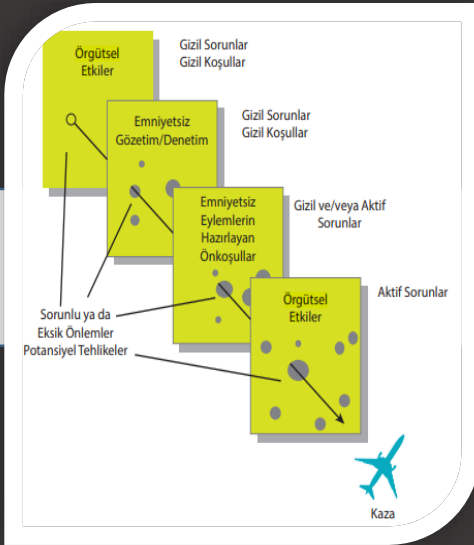 Örgütsel
Etkiler
Gizil Sorunlar
Gizil Koşullar
Emniyetsiz
Gözetim/Denetim
Gizil Sorunlar
Gizil Koşullar
Emniyetsiz
Eylemlerin
Hazırlayan
Önkoşullar
Gizil ve/veya Aktif
Sorunlar
Örgütsel
Etkiler
Aktif Sorunlar
Sorunlu ya da
Eksik Önlemler
Potansiyel Tehlikeler
Kaza